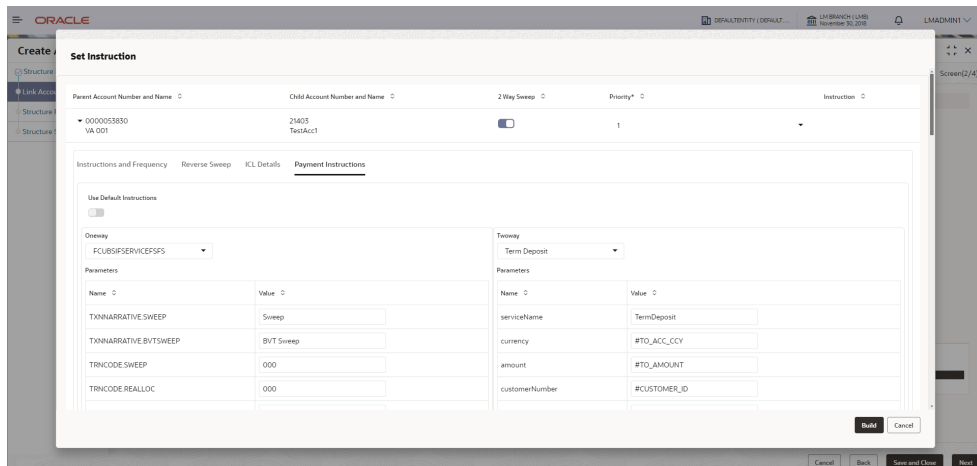 ORACLE
DEFAULTENTITY ( DEFAULT....
LM BRANCH ( LMB)
November 30, 2018
LMADMIN1
Create
Set Instruction
Structure
Screen(2/4
Link Accou
Structure
Structure
Parent Account Number and Name
Child Account Number and Name
2 Way Sweep
Priority*
Instruction
0000053830
VA 001
21403
TestAcc1
1
Instructions and Frequency
Reverse Sweep
ICL Details
Payment Instructions
Use Default Instructions
Oneway
FCUBSIFSERVICEFSFS
Parameters
Name
Value
TXNNARRATIVE.SWEEP
Sweep
TXNNARRATIVE.BVTSWEEP
BVT Sweep
TRNCODE.SWEEP
000
TRNCODE.REALLOC
000
Twoway
Term Deposit
Parameters
Name
Value
serviceName
TermDeposit
currency
#TO_ACC_CCY
amount
#TO_AMOUNT
customerNumber
#CUSTOMER_ID
Build
Cancel
Cancel
Back
Save and Close
Next